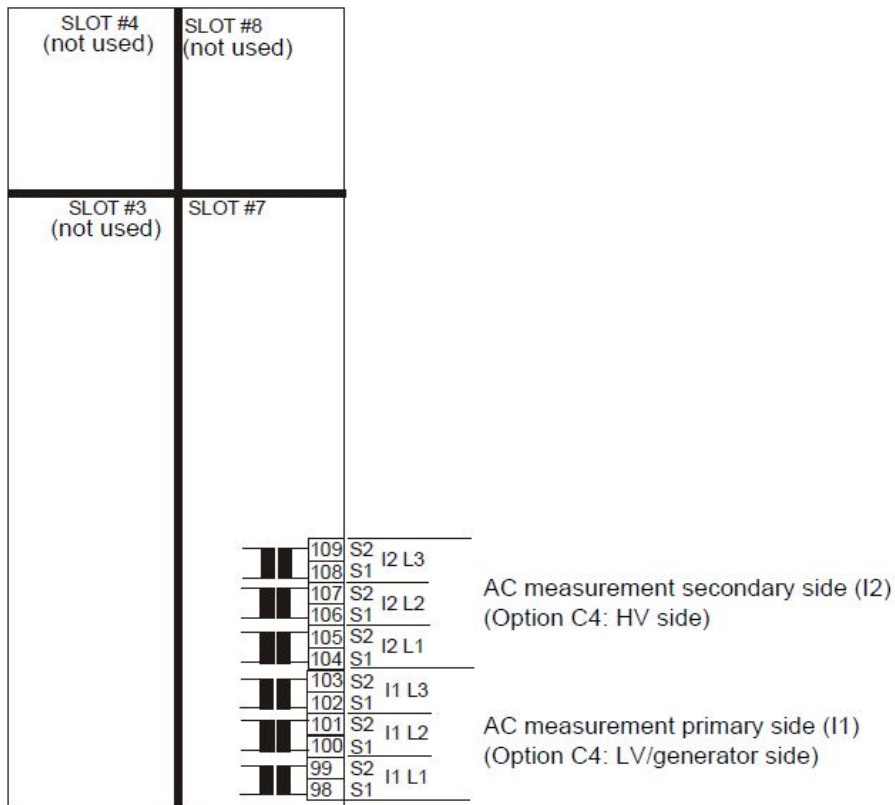 SLOT #4
(not used)
SLOT #8
(not used)
SLOT #3
(not used)
SLOT #7
109 S2
I2 L3
108 S1
107 S2
I2 L2
106 S1
105 S2
I2 L1
104 S1
AC measurement secondary side (I2)
(Option C4: HV side)
103 S2
I1 L3
102 S1
101 S2
I1 L2
100 S1
99 S2
I1 L1
98 S1
AC measurement primary side (I1)
(Option C4: LV/generator side)